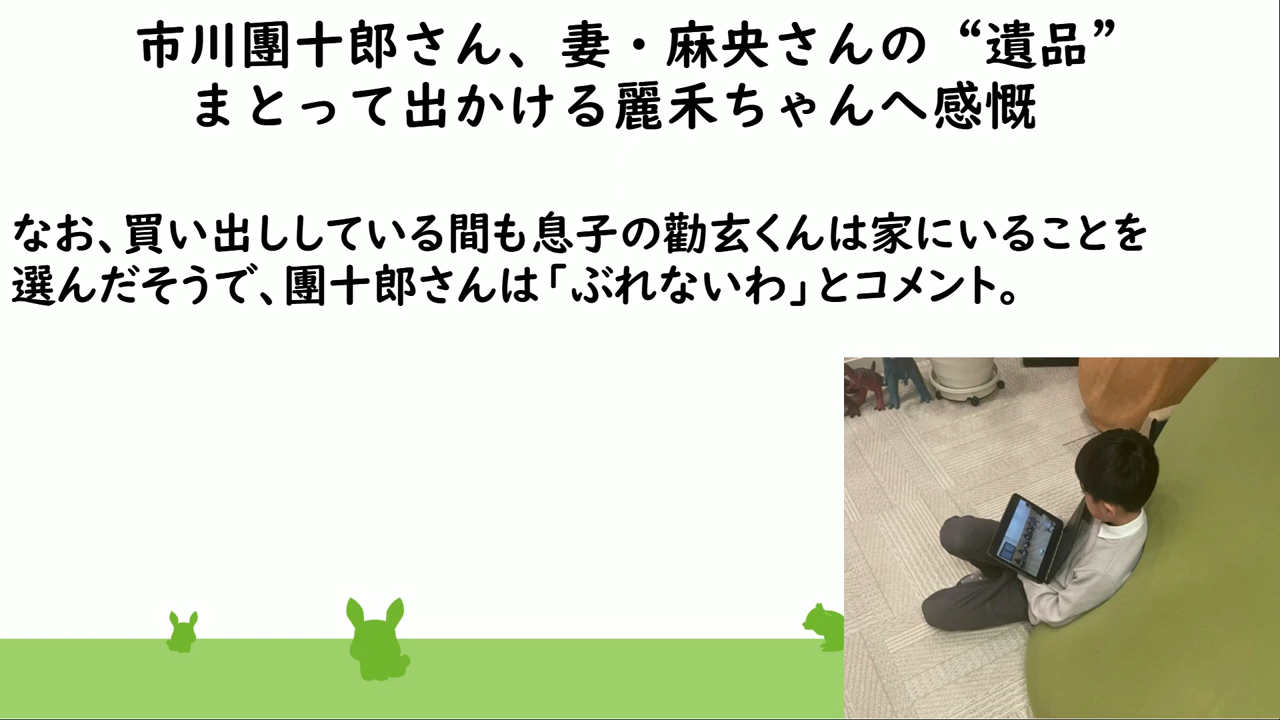 市川團十郎さん、妻・麻央さんの“遺品”
まとって出かける麗禾ちゃんへ感慨
なお、買い出ししている間も息子の勸玄くんは家にいることを
選んだそうで、團十郎さんは「ぶれないわ」とコメント。